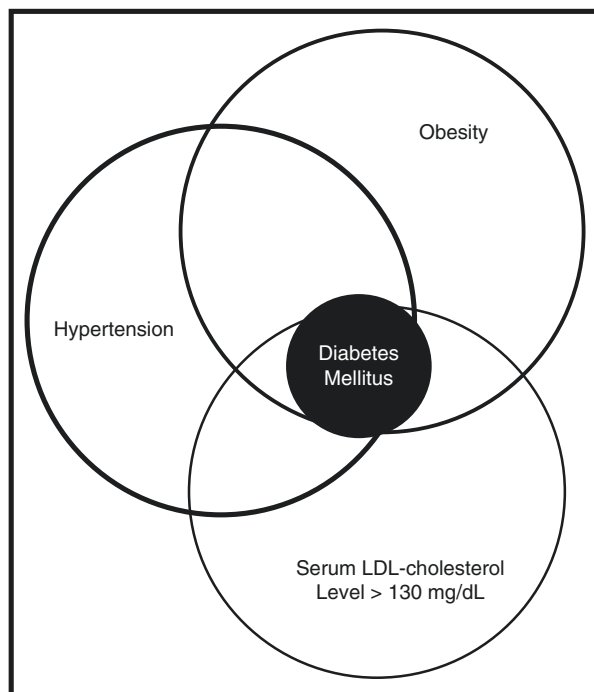 Obesity
Hypertension
Diabetes
Mellitus
Serum LDL-cholesterol
Level > 130 mg/dL